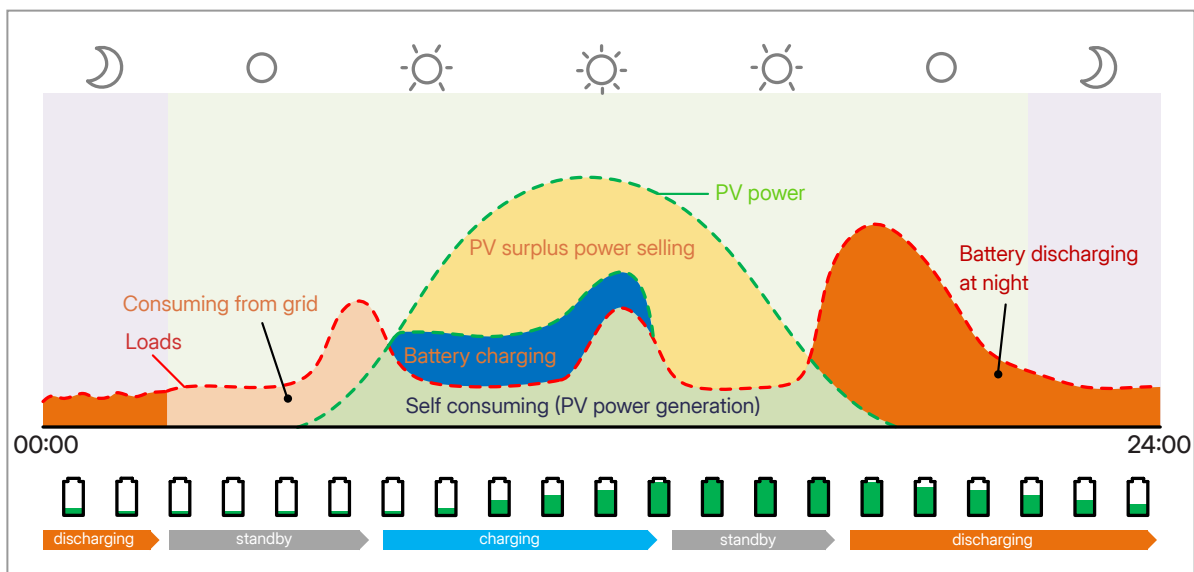 PV power
PV surplus power selling
Battery discharging
at night
Consuming from grid
Loads
Battery charging
Self consuming (PV power generation)
00:00
24:00
discharging
standby
charging
standby
discharging